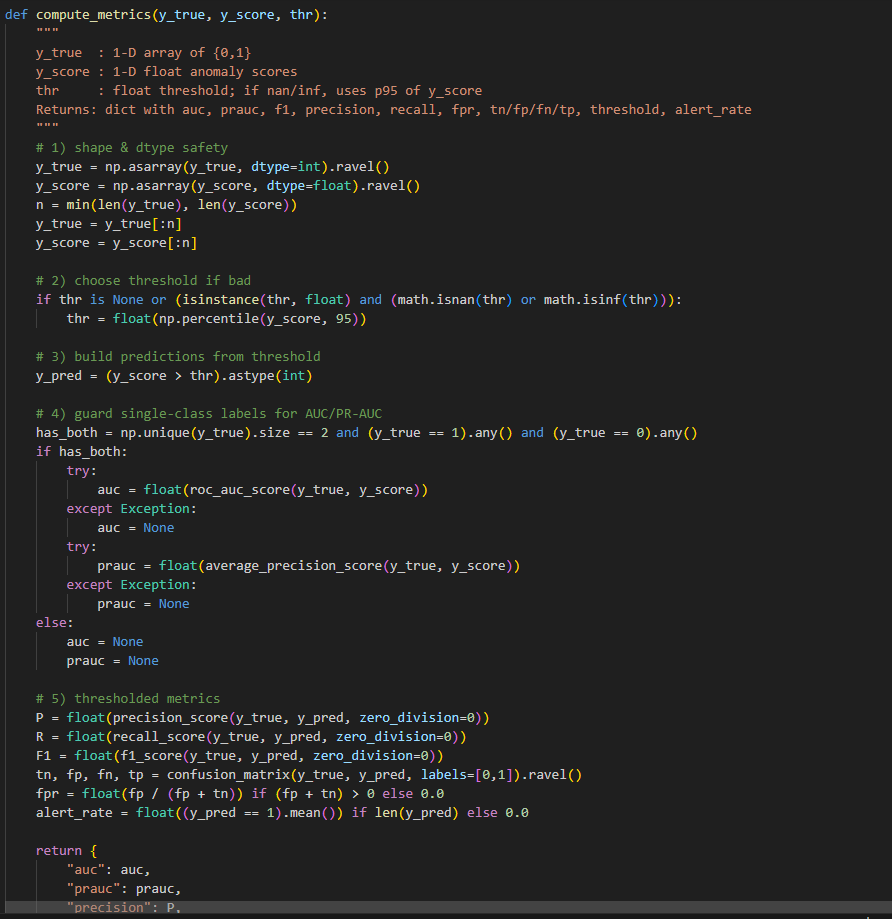 def compute_metrics(y_true, y_score, thr):
    """
    y_true  : 1-D array of {0,1}
    y_score : 1-D float anomaly scores
    thr     : float threshold; if nan/inf, uses p95 of y_score
    Returns: dict with auc, prauc, f1, precision, recall, fpr, tn/fp/fn/tp, threshold, alert_rate
    """
    # 1) shape & dtype safety
    y_true = np.asarray(y_true, dtype=int).ravel()
    y_score = np.asarray(y_score, dtype=float).ravel()
    n = min(len(y_true), len(y_score))
    y_true = y_true[:n]
    y_score = y_score[:n]

    # 2) choose threshold if bad
    if thr is None or (isinstance(thr, float) and (math.isnan(thr) or math.isinf(thr))):
        thr = float(np.percentile(y_score, 95))

    # 3) build predictions from threshold
    y_pred = (y_score > thr).astype(int)

    # 4) guard single-class labels for AUC/PR-AUC
    has_both = np.unique(y_true).size == 2 and (y_true == 1).any() and (y_true == 0).any()
    if has_both:
        try:
            auc = float(roc_auc_score(y_true, y_score))
        except Exception:
            auc = None
        try:
            prauc = float(average_precision_score(y_true, y_score))
        except Exception:
            prauc = None
    else:
        auc = None
        prauc = None

    # 5) thresholded metrics
    P = float(precision_score(y_true, y_pred, zero_division=0))
    R = float(recall_score(y_true, y_pred, zero_division=0))
    F1 = float(f1_score(y_true, y_pred, zero_division=0))
    tn, fp, fn, tp = confusion_matrix(y_true, y_pred, labels=[0,1]).ravel()
    fpr = float(fp / (fp + tn)) if (fp + tn) > 0 else 0.0
    alert_rate = float((y_pred == 1).mean()) if len(y_pred) else 0.0

    return {
        "auc": auc,
        "prauc": prauc,
        "precision": P,